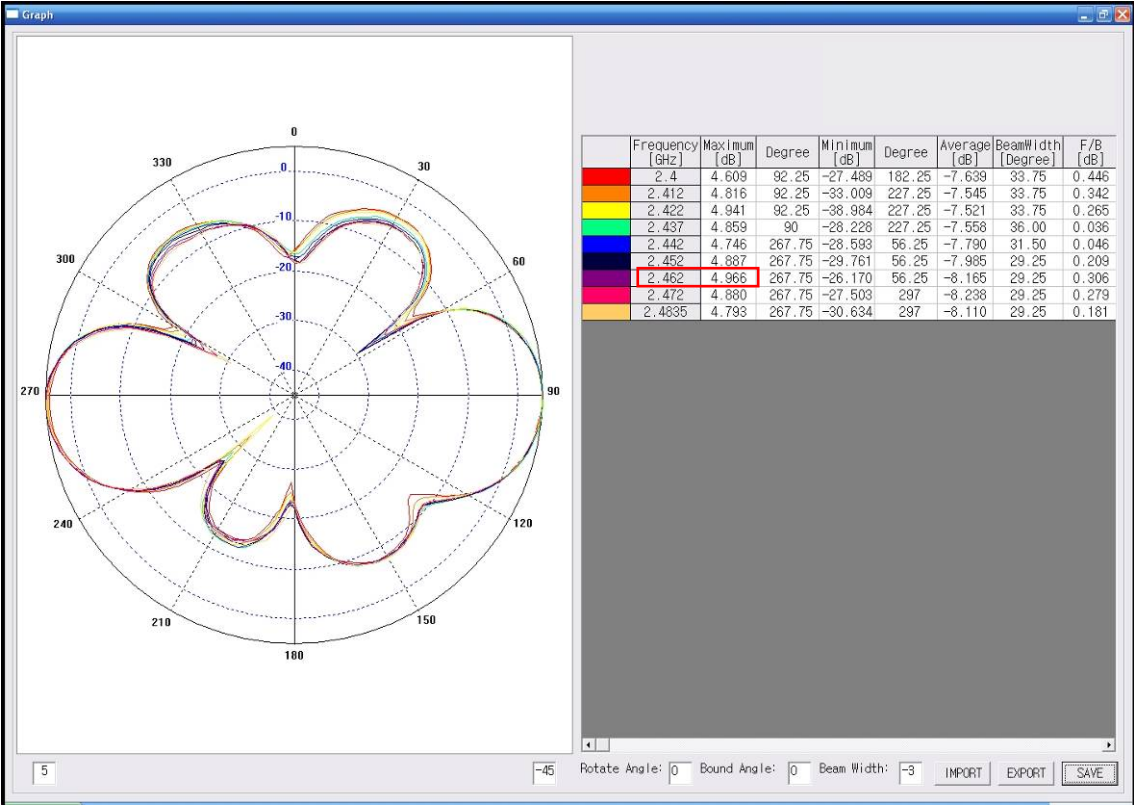 Graph
0
330
30
300
60
270
90
240
120
210
150
180
0
-10
-20
-30
-40
Frequency [GHz] Maximum [dB] Degree Minimum [dB] Degree Average [dB] BeamWidth [Degree] F/B [dB]
2.4 4.609 92.25 -27.489 182.25 -7.639 33.75 0.446
2.412 4.816 92.25 -33.009 227.25 -7.545 33.75 0.342
2.422 4.941 92.25 -38.984 227.25 -7.521 33.75 0.265
2.437 4.859 90 -28.228 227.25 -7.558 36.00 0.036
2.442 4.746 267.75 -28.593 56.25 -7.790 31.50 0.046
2.452 4.887 267.75 -29.761 56.25 -7.985 29.25 0.209
2.462 4.966 267.75 -26.170 56.25 -8.165 29.25 0.306
2.472 4.880 267.75 -27.503 297 -8.238 29.25 0.279
2.4835 4.793 267.75 -30.634 297 -8.110 29.25 0.181
5 -45 Rotate Angle: 0 Bound Angle: 0 Beam Width: -3 IMPORT EXPORT SAVE